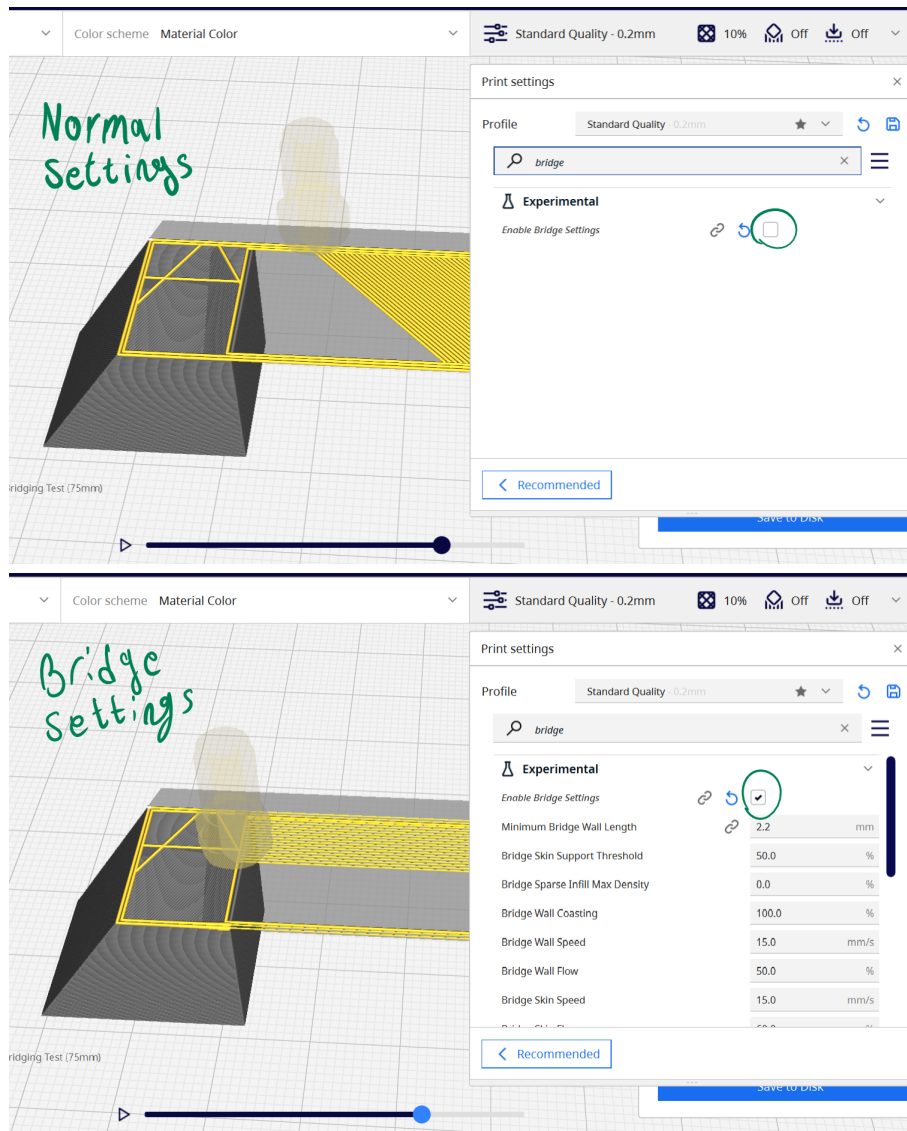 Color scheme Material Color
Standard Quality - 0.2mm 10% Off Off
Normal
Settings
Print settings
Profile Standard Quality - 0.2mm
bridge
Experimental
Enable Bridge Settings
Recommended
Save to Disk
ridging Test (75mm)
Color scheme Material Color
Standard Quality - 0.2mm 10% Off Off
Bridge
Settings
Print settings
Profile Standard Quality - 0.2mm
bridge
Experimental
Enable Bridge Settings
Minimum Bridge Wall Length 2.2 mm
Bridge Skin Support Threshold 50.0 %
Bridge Sparse Infill Max Density 0.0 %
Bridge Wall Coasting 100.0 %
Bridge Wall Speed 15.0 mm/s
Bridge Wall Flow 50.0 %
Bridge Skin Speed 15.0 mm/s
Recommended
Save to Disk
ridging Test (75mm)